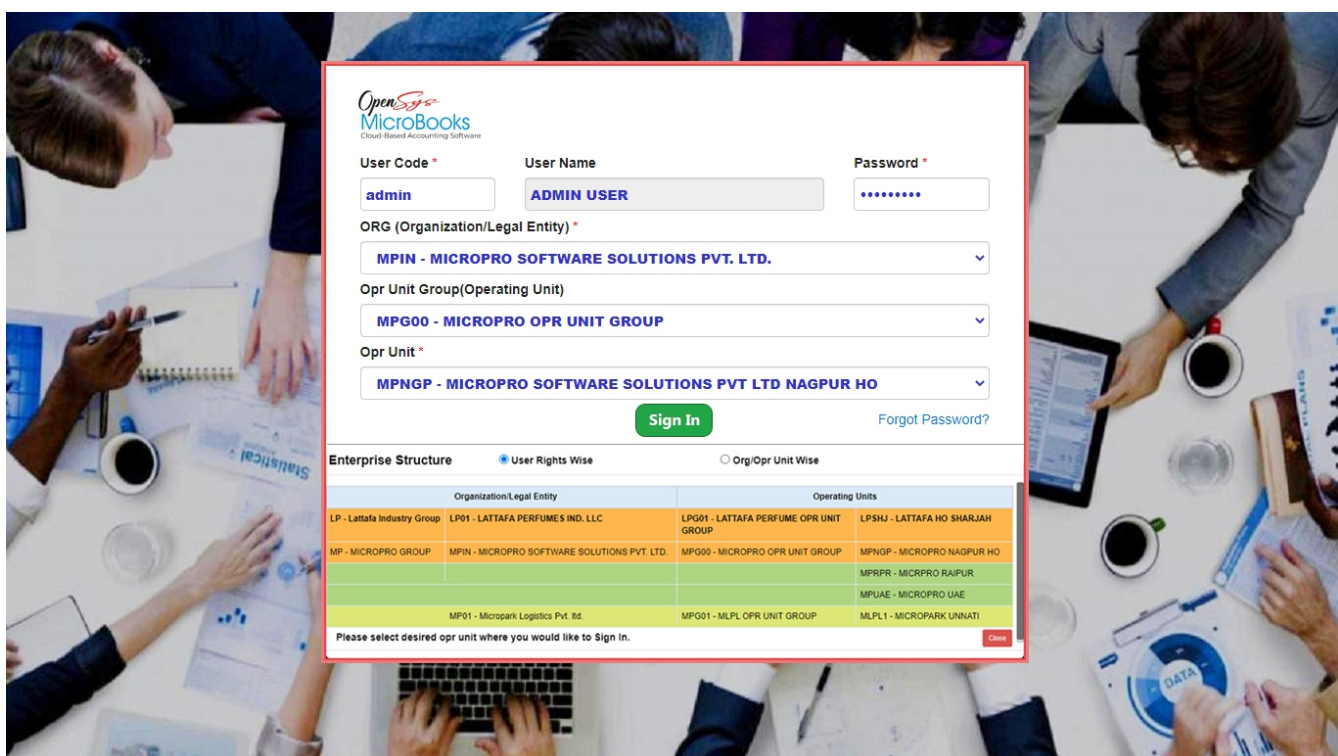 OpenSys
MicroBooks
Cloud-Based Accounting Software
User Code * User Name Password *
admin ADMIN USER •••••••••
ORG (Organization/Legal Entity) *
MPIN - MICROPRO SOFTWARE SOLUTIONS PVT. LTD.
Opr Unit Group(Operating Unit)
MPG00 - MICROPRO OPR UNIT GROUP
Opr Unit *
MPNGP - MICROPRO SOFTWARE SOLUTIONS PVT LTD NAGPUR HO
Sign In Forgot Password?
Enterprise Structure User Rights Wise Org/Opr Unit Wise
Organization/Legal Entity Operating Units
LP - Lattafa Industry Group LP01 - LATTAFA PERFUMES IND. LLC LPG01 - LATTAFA PERFUME OPR UNIT LPSHJ - LATTAFA HO SHARJAH
GROUP
MP - MICROPRO GROUP MPIN - MICROPRO SOFTWARE SOLUTIONS PVT. LTD. MPG00 - MICROPRO OPR UNIT GROUP MPNGP - MICROPRO NAGPUR HO
MPRPR - MICRPRO RAIPUR
MPUAE - MICROPRO UAE
MP01 - Micropark Logistics Pvt. ltd. MPG01 - MLPL OPR UNIT GROUP MLPL1 - MICROPARK UNNATI
Please select desired opr unit where you would like to Sign In. Close
Statistical
PLANS
DATA